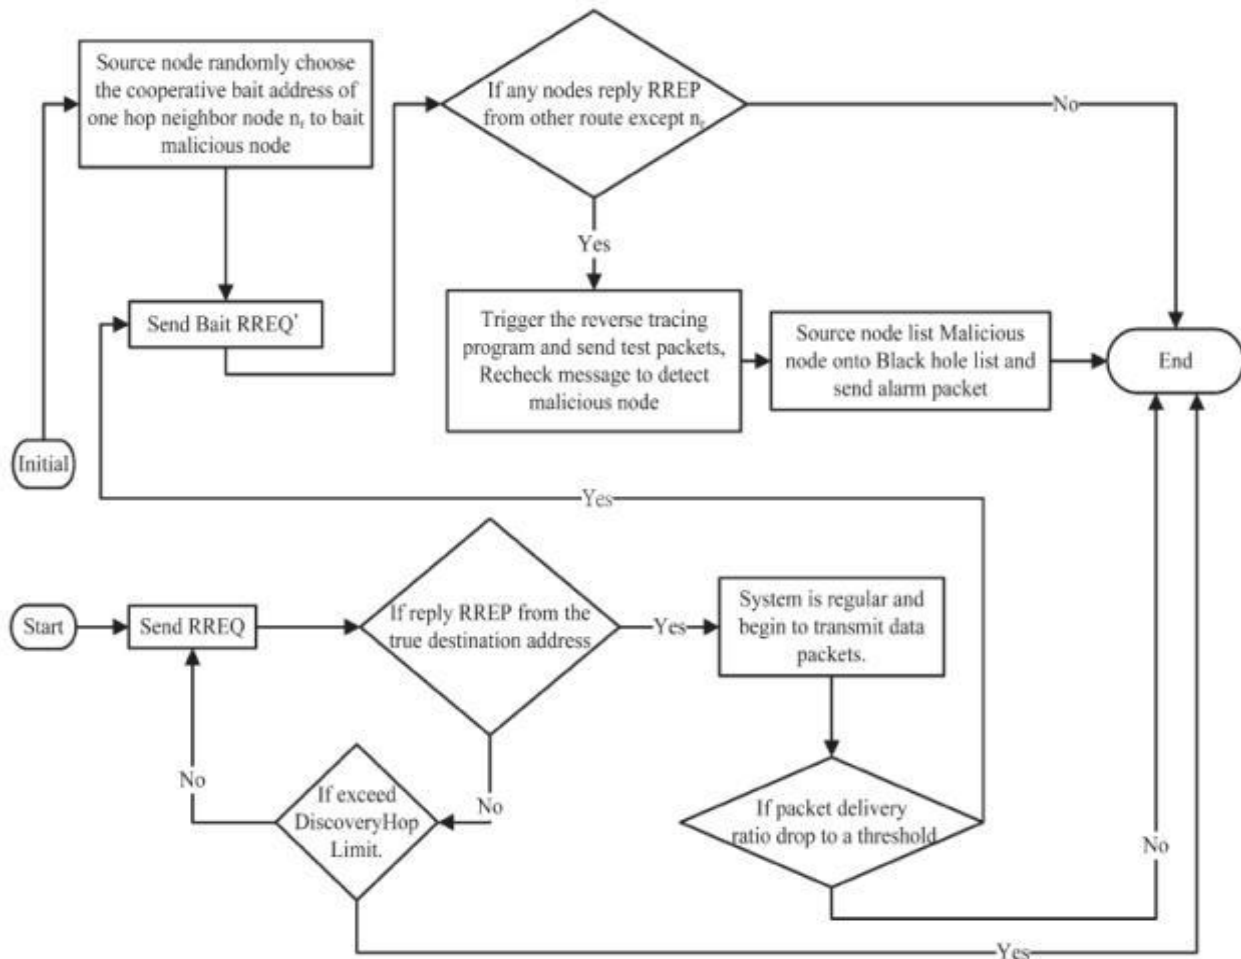 Source node randomly choose
the cooperative bait address of
one hop neighbor node nr to bait
malicious node
If any nodes reply RREP
from other route except nr
No
Yes
Send Bait RREQ'
Trigger the reverse tracing
program and send test packets,
Recheck message to detect
malicious node
Source node list Malicious
node onto Black hole list and
send alarm packet
End
Initial
Yes
Start
Send RREQ
If reply RREP from the
true destination address
Yes
System is regular and
begin to transmit data
packets.
No
If exceed
DiscoveryHop
Limit.
No
If packet delivery
ratio drop to a threshold
No
Yes